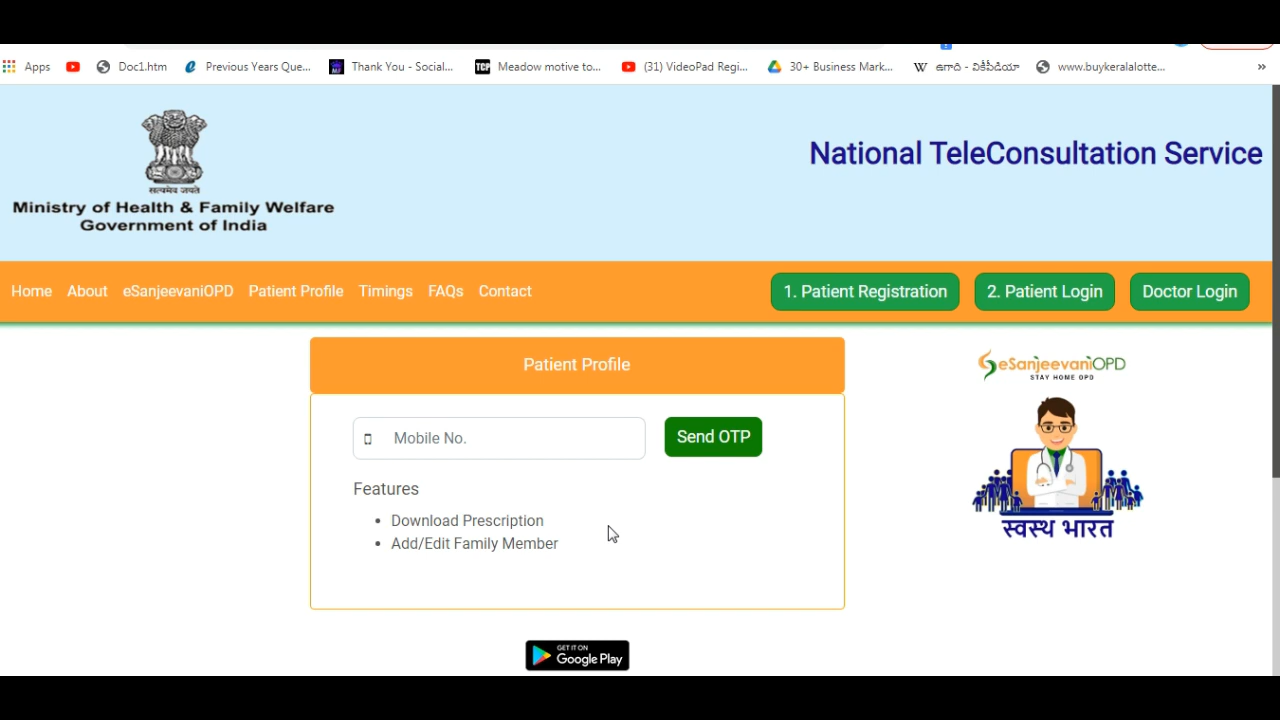 Apps
Doc1.htm
Previous Years Que...
Thank You - Social...
TCP Meadow motive to...
(31) VideoPad Regi...
30+ Business Mark...
W ఉగాది - వికీపీడియా
www.buykeralalotte...
»
सत्यमेव जयते
Ministry of Health & Family Welfare
Government of India
National TeleConsultation Service
Home About eSanjeevaniOPD Patient Profile Timings FAQs Contact
1. Patient Registration
2. Patient Login
Doctor Login
Patient Profile
Mobile No.
Send OTP
Features
• Download Prescription
• Add/Edit Family Member
eSanjeevaniOPD
STAY HOME OPD
स्वस्थ भारत
GET IT ON
Google Play